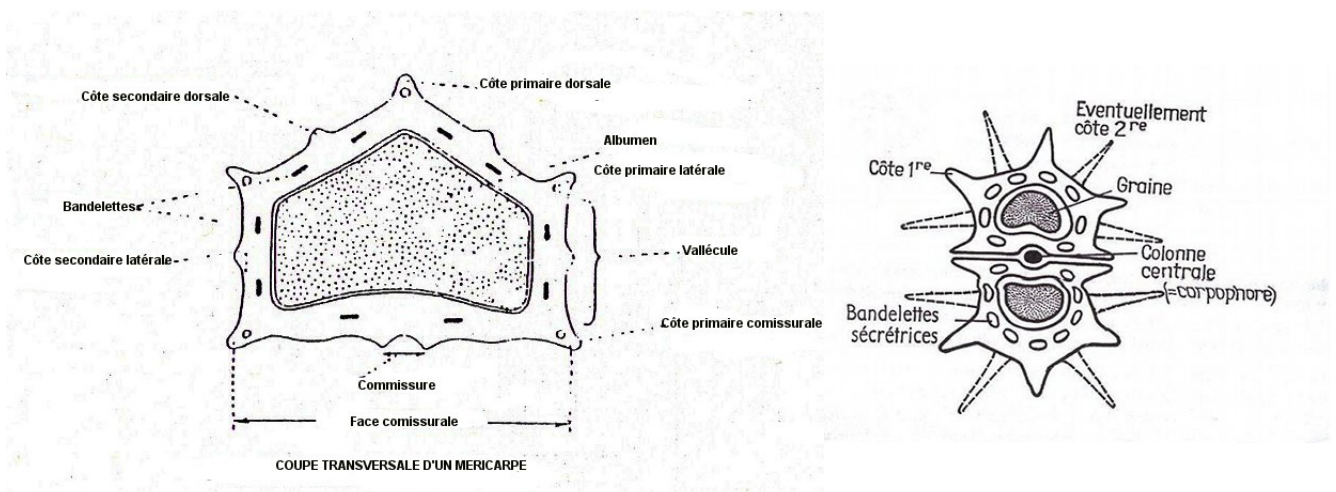 Côte primaire dorsale
Côte secondaire dorsale
Albumen
Côte primaire latérale
Bandelettes
Vallécule
Côte secondaire latérale
Côte primaire comissurale
Commissure
Face comissurale
COUPE TRANSVERSALE D'UN MERICARPE
Eventuellement
côte 2re
Côte 1re
Graine
Colonne
centrale
(=carpophore)
Bandelettes
sécrétrices